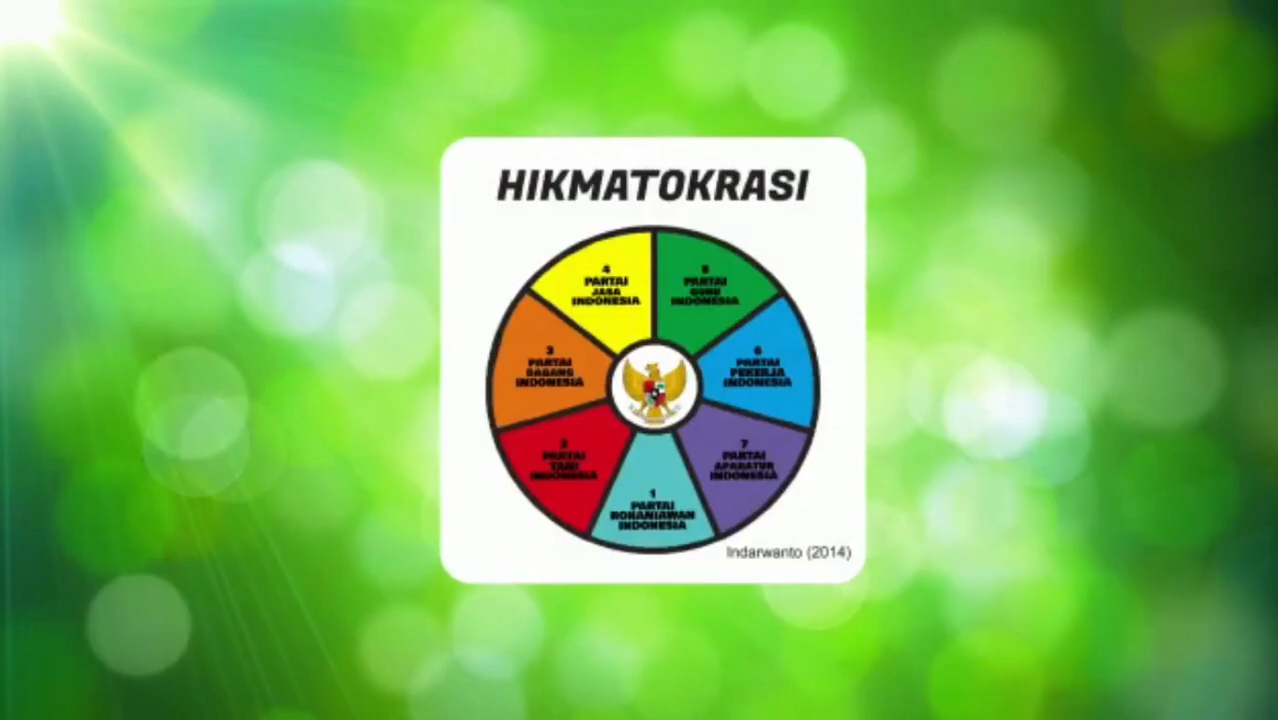 HIKMATOKRASI
4
PARTAI
JASA
INDONESIA
5
PARTAI
GURU
INDONESIA
3
PARTAI
DAGANG
INDONESIA
6
PARTAI
PEKERJA
INDONESIA
2
PARTAI
TANI
INDONESIA
7
PARTAI
APARATUR
INDONESIA
1
PARTAI
ROHANIAWAN
INDONESIA
Indarwanto (2014)